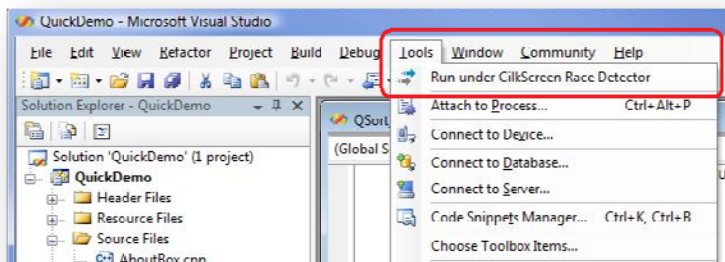 QuickDemo - Microsoft Visual Studio
File Edit View Refactor Project Build Debug Tools Window Community Help
Run under CilkScreen Race Detector
Solution Explorer - QuickDemo
Attach to Process... Ctrl+Alt+P
QSort
Connect to Device...
(Global S
Solution 'QuickDemo' (1 project)
Connect to Database...
QuickDemo
Connect to Server...
Header Files
Resource Files
Code Snippets Manager... Ctrl+K, Ctrl+B
Source Files
Choose Toolbox Items...
AboutBox.cpp